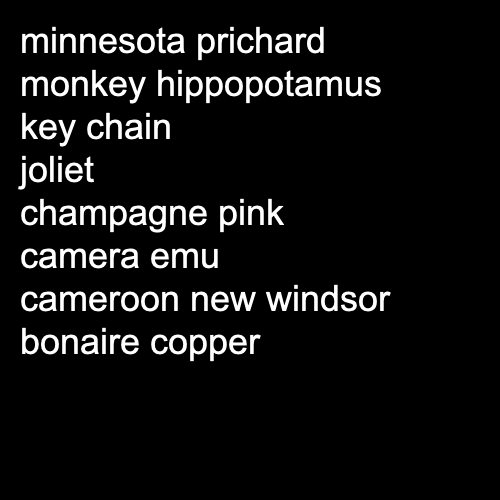 minnesota prichard
monkey hippopotamus
key chain
joliet
champagne pink
camera emu
cameroon new windsor
bonaire copper